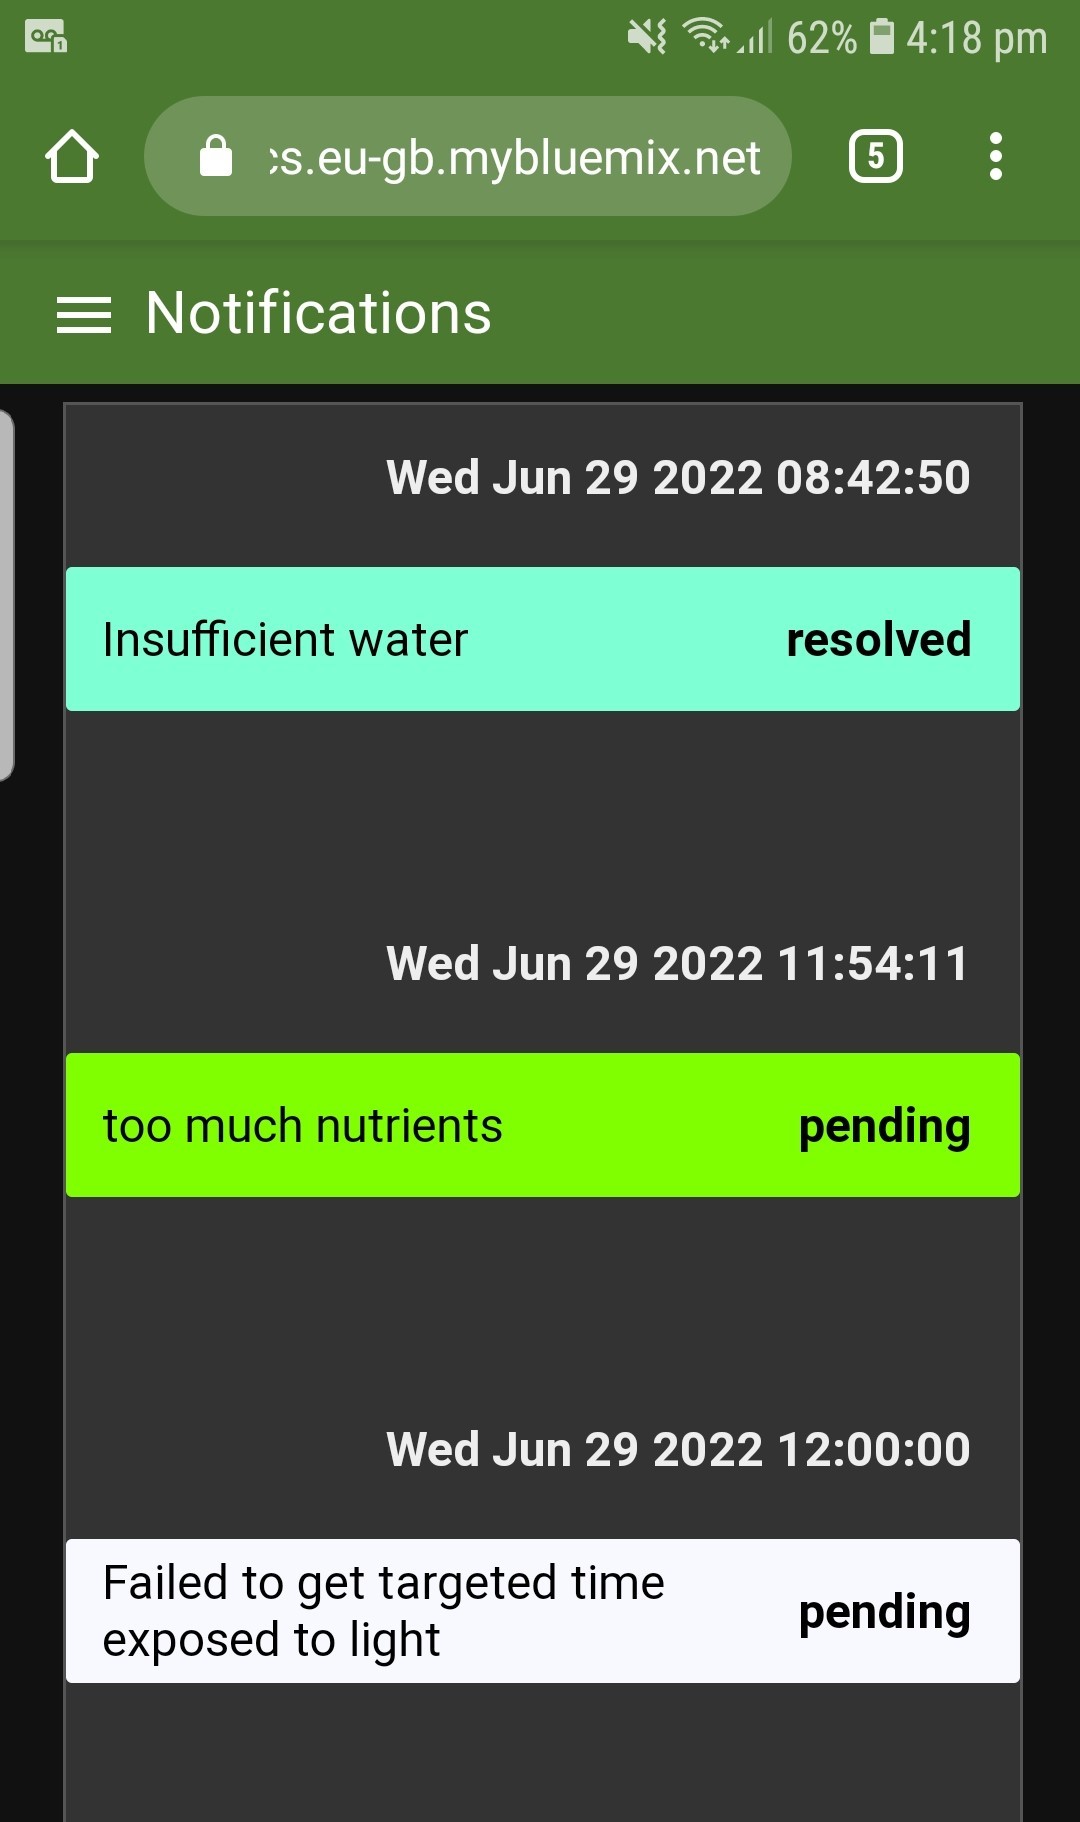 62% 4:18 pm
cs.eu-gb.mybluemix.net
5
Notifications
Wed Jun 29 2022 08:42:50
Insufficient water resolved
Wed Jun 29 2022 11:54:11
too much nutrients pending
Wed Jun 29 2022 12:00:00
Failed to get targeted time
exposed to light pending